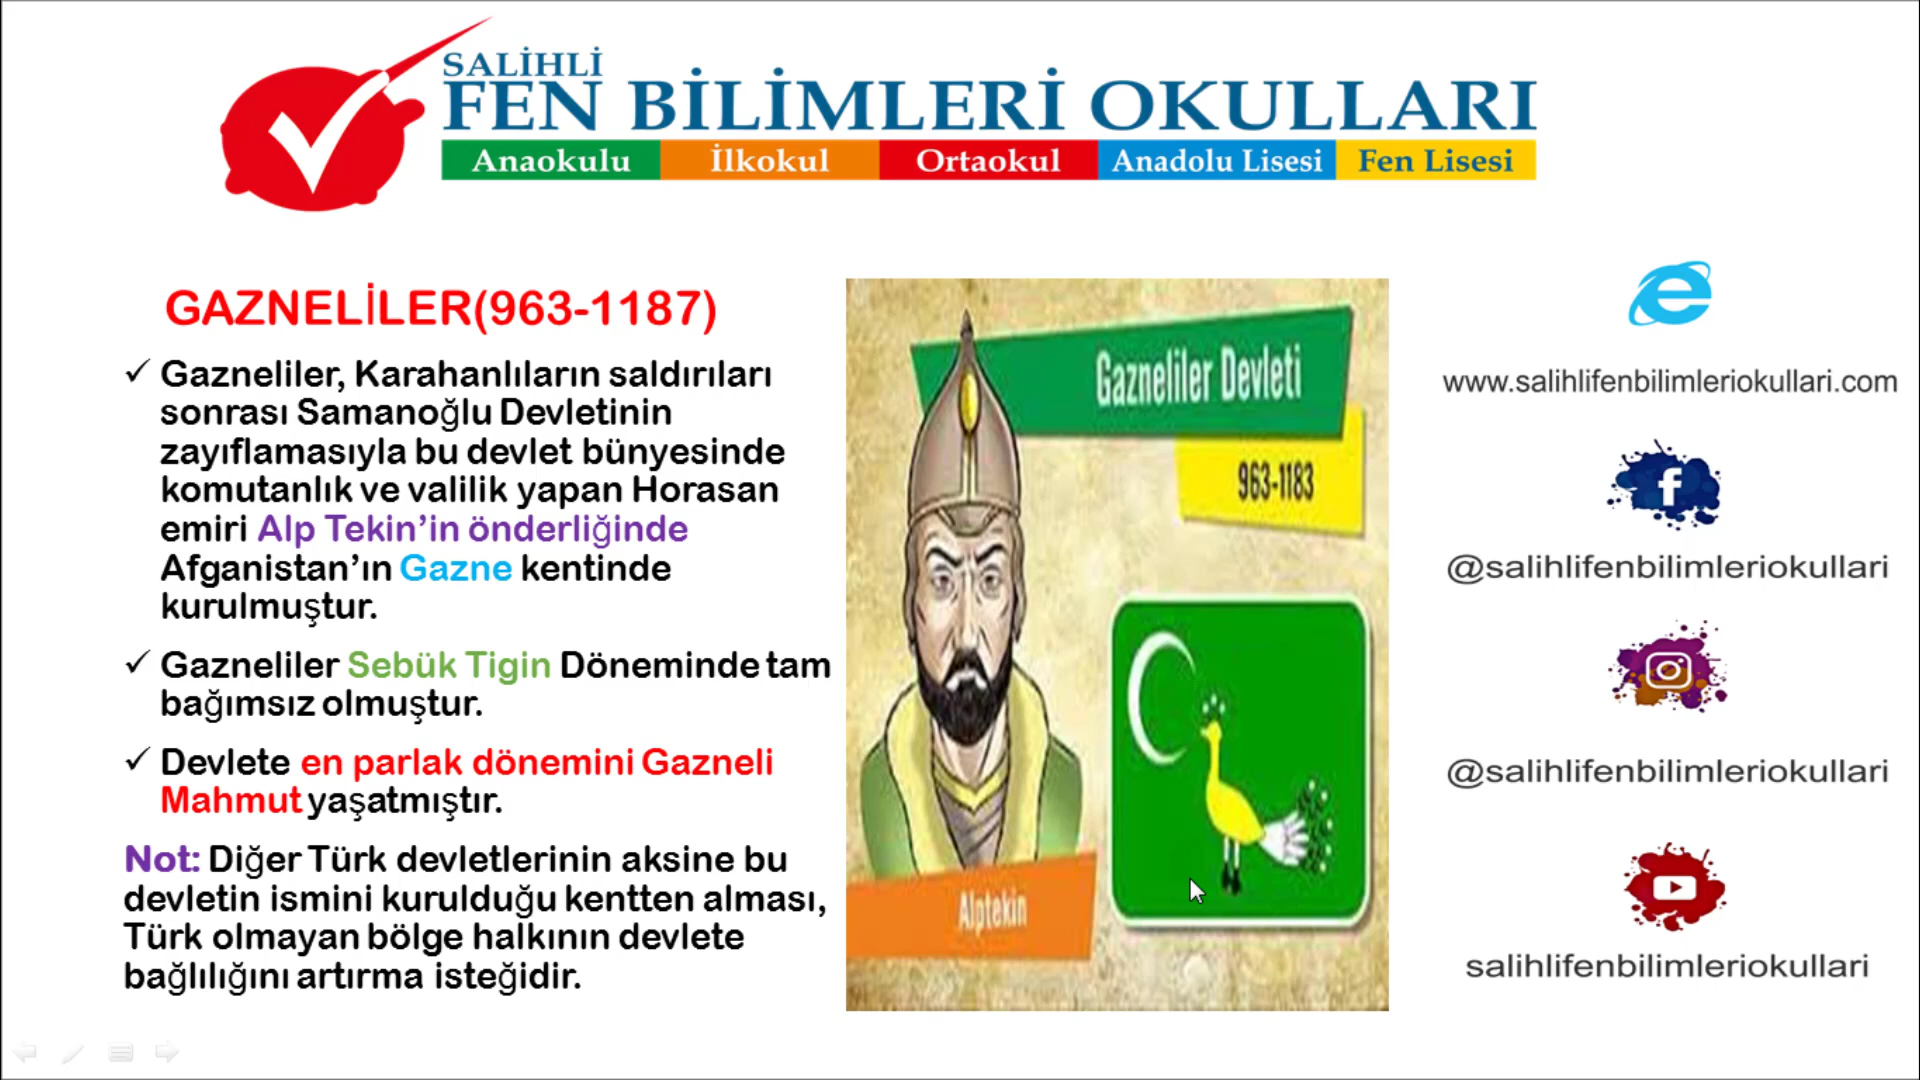 SALİHLİ
FEN BİLİMLERİ OKULLARI
Anaokulu İlkokul Ortaokul Anadolu Lisesi Fen Lisesi
GAZNELİLER(963-1187)
✓ Gazneliler, Karahanlıların saldırıları
sonrası Samanoğlu Devletinin
zayıflamasıyla bu devlet bünyesinde
komutanlık ve valilik yapan Horasan
emiri Alp Tekin’in önderliğinde
Afganistan’ın Gazne kentinde
kurulmuştur.
✓ Gazneliler Sebük Tigin Döneminde tam
bağımsız olmuştur.
✓ Devlete en parlak dönemini Gazneli
Mahmut yaşatmıştır.
Not: Diğer Türk devletlerinin aksine bu
devletin ismini kurulduğu kentten alması,
Türk olmayan bölge halkının devlete
bağlılığını artırma isteğidir.
Gazneliler Devleti
963-1183
Alptekin
www.salihlifenbilimleriokullari.com
@salihlifenbilimleriokullari
@salihlifenbilimleriokullari
salihlifenbilimleriokullari